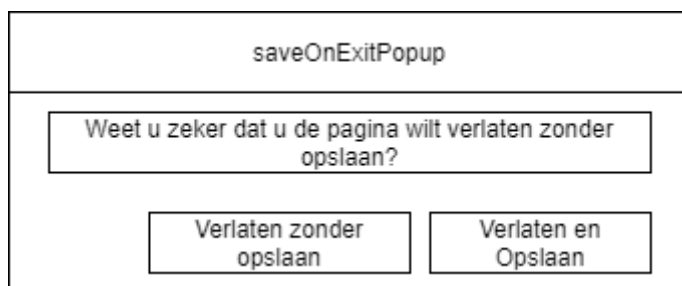 saveOnExitPopup
Weet u zeker dat u de pagina wilt verlaten zonder
opslaan?
Verlaten zonder
opslaan
Verlaten en
Opslaan